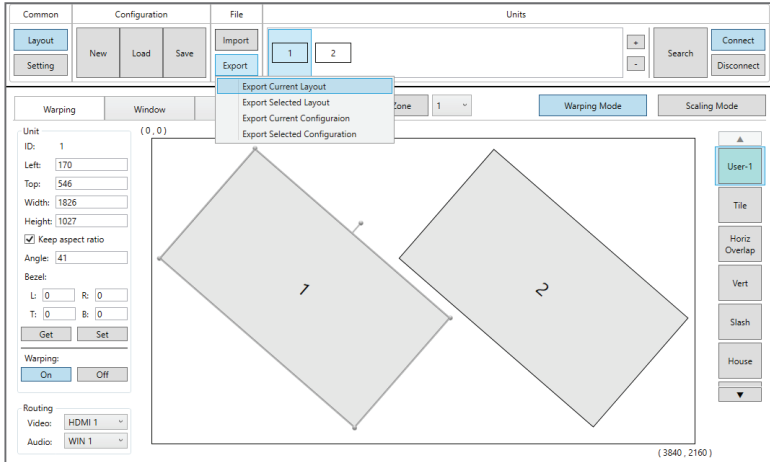 Common
Configuration
File
Units
Layout
Setting
New
Load
Save
Import
Export
1
2
+
-
Search
Connect
Disconnect
Export Current Layout
Export Selected Layout
Export Current Configuraion
Export Selected Configuration
Warping
Window
Zone
1
Warping Mode
Scaling Mode
Unit
ID: 1
Left: 170
Top: 546
Width: 1826
Height: 1027
Keep aspect ratio
Angle: 41
Bezel:
L: 0 R: 0
T: 0 B: 0
Get
Set
Warping:
On
Off
Routing
Video: HDMI 1
Audio: WIN 1
( 0 , 0 )
1
2
( 3840 , 2160 )
User-1
Tile
Horiz
Overlap
Vert
Slash
House